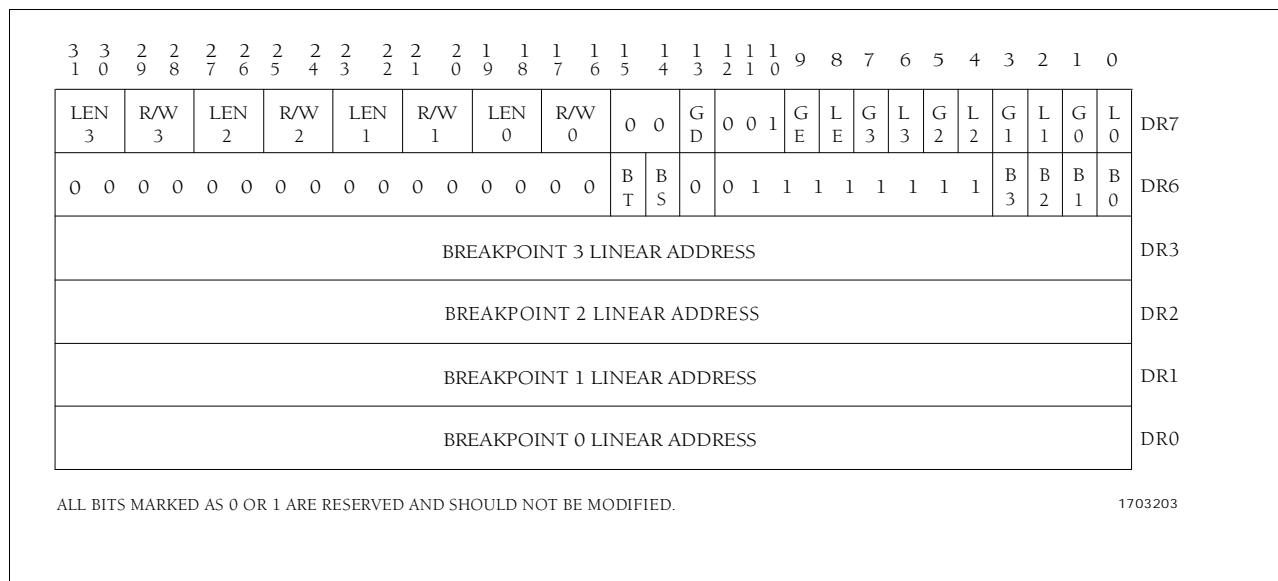 3 3 2 2 2 2 2 2 2 2 2 2 1 1 1 1 1 1 1 1 1 1 9 8 7 6 5 4 3 2 1 0
1 0 9 8 7 6 5 4 3 2 1 0 9 8 7 6 5 4 3 2 1 0
LEN R/W LEN R/W LEN R/W LEN R/W 0 0 G 0 0 1 G L G L G L G L G L DR7
3 3 2 2 1 1 0 0 D E E 3 3 2 2 1 1 0 0
0 0 0 0 0 0 0 0 0 0 0 0 0 0 0 0 B B 0 0 1 1 1 1 1 1 1 1 B B B B DR6
T S 3 2 1 0
BREAKPOINT 3 LINEAR ADDRESS DR3
BREAKPOINT 2 LINEAR ADDRESS DR2
BREAKPOINT 1 LINEAR ADDRESS DR1
BREAKPOINT 0 LINEAR ADDRESS DR0
ALL BITS MARKED AS 0 OR 1 ARE RESERVED AND SHOULD NOT BE MODIFIED. 1703203